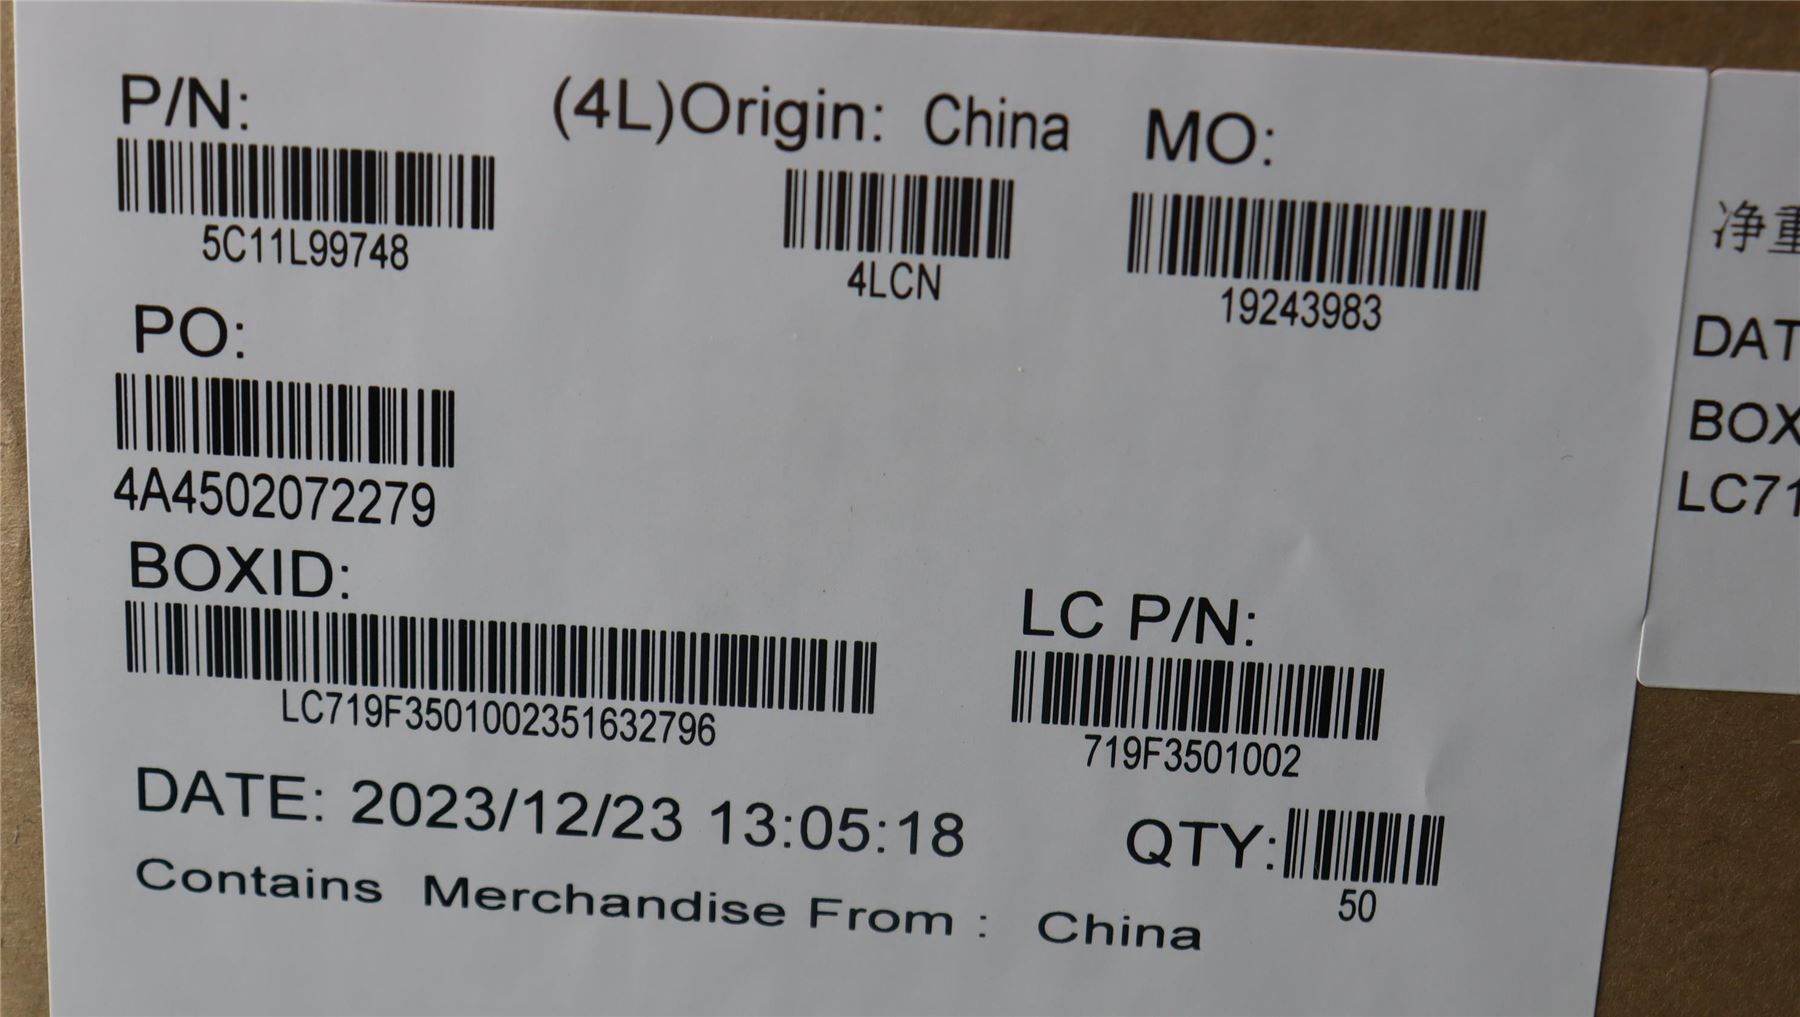 P/N:
(4L)Origin: China
MO:
5C11L99748
4LCN
19243983
PO:
4A4502072279
BOXID:
LC719F3501002351632796
LC P/N:
719F3501002
DATE: 2023/12/23 13:05:18
QTY:
50
Contains Merchandise From : China
净重
DAT
BOX
LC71